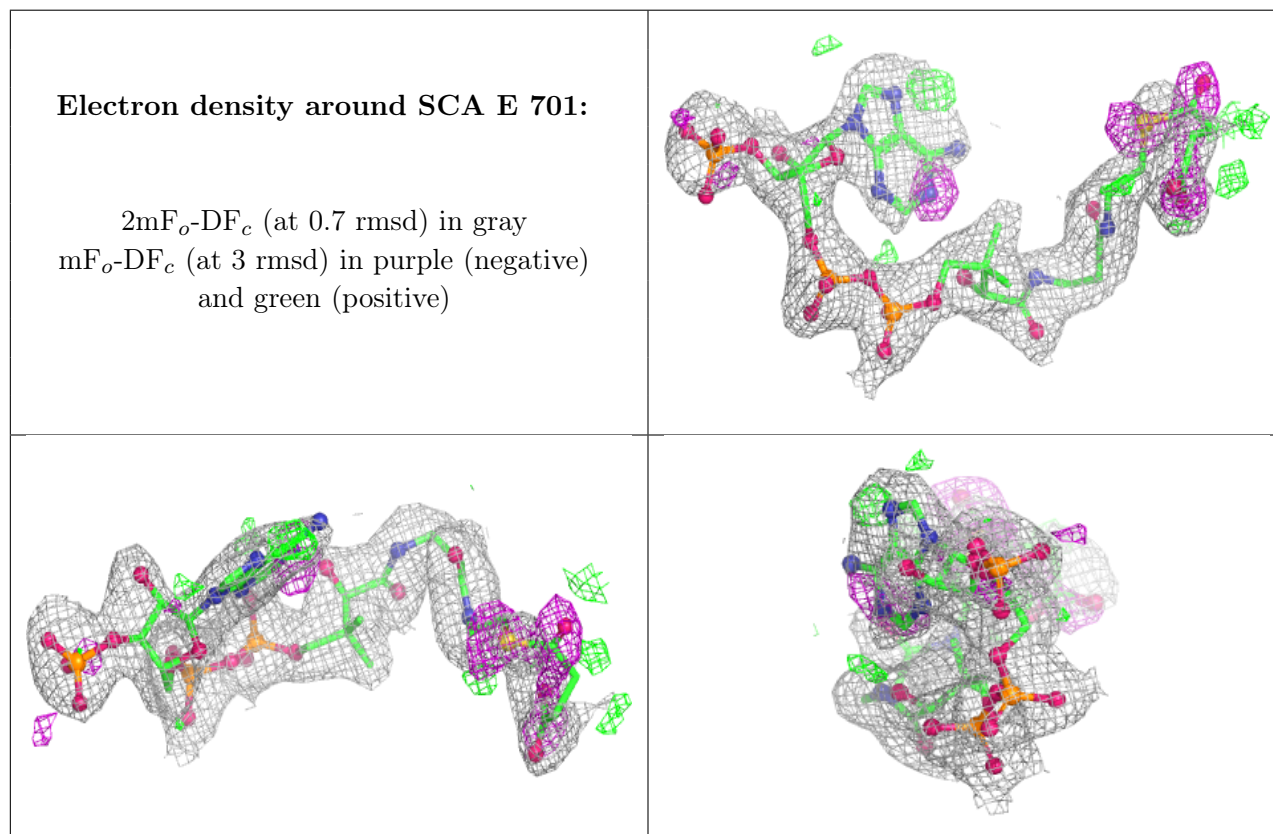 Electron density around SCA E 701:
2mFo-DFc (at 0.7 rmsd) in gray
mFo-DFc (at 3 rmsd) in purple (negative)
and green (positive)